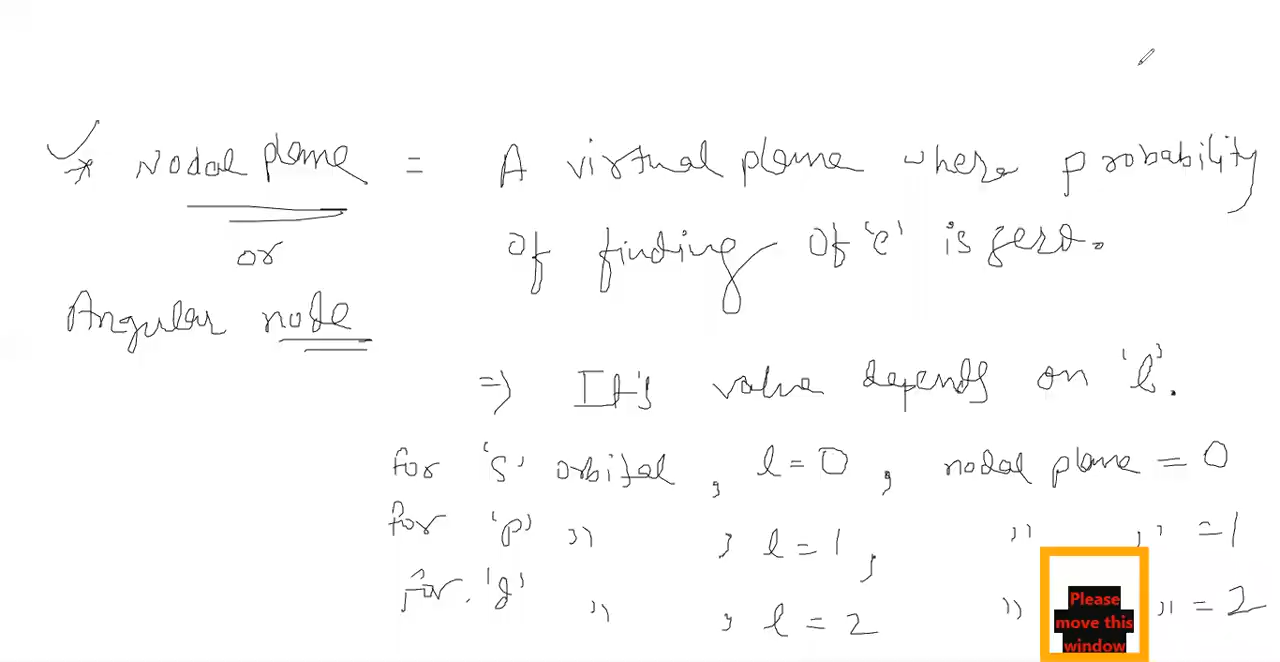 * Nodal plane = A virtual plane where probability
or of finding of 'e' is zero.
Angular node
=> It's value depends on 'l'.
for 's' orbital, l=0, nodal plane = 0
for 'p' " , l=1, " " =1
for 'd' " , l=2 " " =2
Please
move this
window